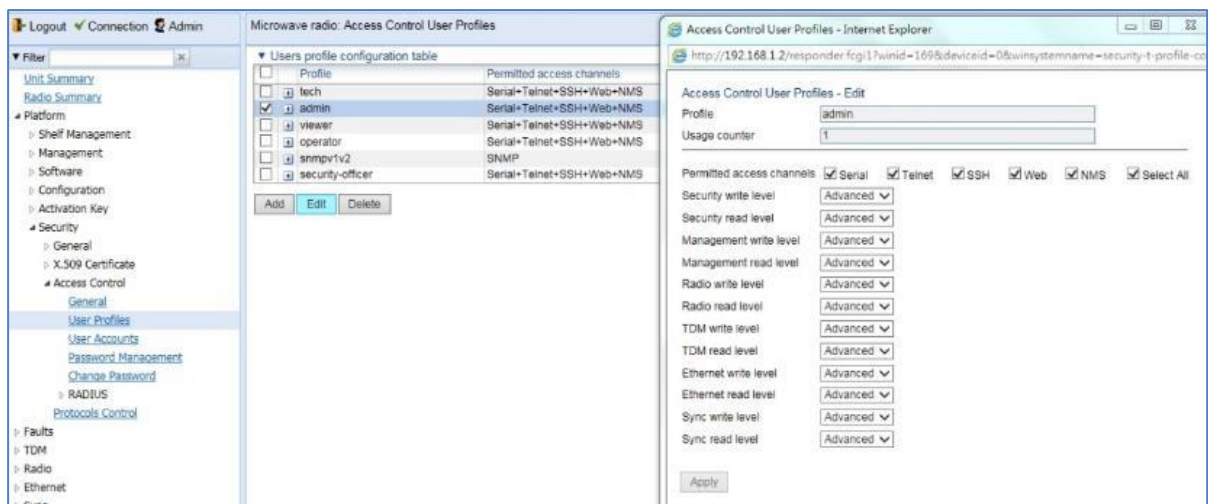 Logout Connection Admin
Filter
Unit Summary
Radio Summary
Platform
Shelf Management
Management
Software
Configuration
Activation Key
Security
General
X.509 Certificate
Access Control
General
User Profiles
User Accounts
Password Management
Change Password
RADIUS
Protocols Control
Faults
TDM
Radio
Ethernet
Microwave radio: Access Control User Profiles
Users profile configuration table
Profile Permitted access channels
tech Serial+Telnet+SSH+Web+NMS
admin Serial+Telnet+SSH+Web+NMS
viewer Serial+Telnet+SSH+Web+NMS
operator Serial+Telnet+SSH+Web+NMS
snmpv1v2 SNMP
security-officer Serial+Telnet+SSH+Web+NMS
Add Edit Delete
Access Control User Profiles - Internet Explorer
http://192.168.1.2/responder.fcgi1?winid=169&deviceid=0&winsystemname=security-t-profile-co
Access Control User Profiles - Edit
Profile admin
Usage counter 1
Permitted access channels Serial Telnet SSH Web NMS Select All
Security write level Advanced
Security read level Advanced
Management write level Advanced
Management read level Advanced
Radio write level Advanced
Radio read level Advanced
TDM write level Advanced
TDM read level Advanced
Ethernet write level Advanced
Ethernet read level Advanced
Sync write level Advanced
Sync read level Advanced
Apply